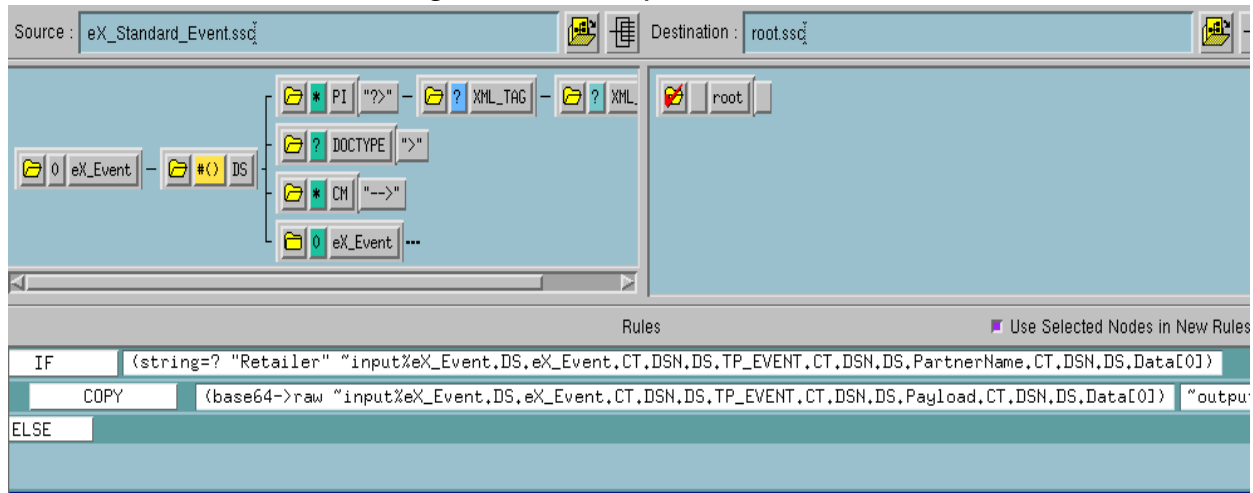 Source : eX_Standard_Event.ssc Destination : root.ssc
* PI "?>" ? XML_TAG ? XML_ root
? DOCTYPE ">"
0 eX_Event #() DS
* CM "-->"
0 eX_Event
Rules Use Selected Nodes in New Rules
IF (string=? "Retailer" ~input%eX_Event.DS.eX_Event.CT.DSN.DS.TP_EVENT.CT.DSN.DS.PartnerName.CT.DSN.DS.Data[0])
COPY (base64->raw ~input%eX_Event.DS.eX_Event.CT.DSN.DS.TP_EVENT.CT.DSN.DS.Payload.CT.DSN.DS.Data[0]) ~outpu
ELSE